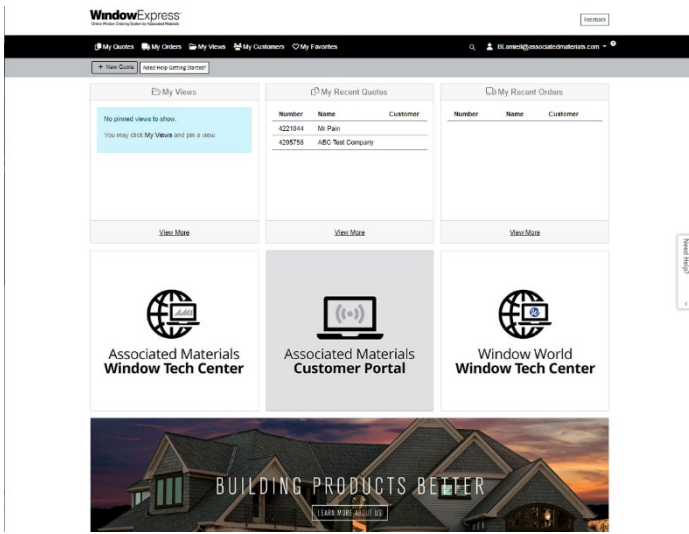 WindowExpress
Online Window Ordering System by Associated Materials
Feedback
My Quotes My Orders My Views My Customers My Favorites BLamiell@associatedmaterials.com
+ New Quote Need Help Getting Started?
My Views
No pinned views to show.
You may click My Views and pin a view.
View More
My Recent Quotes
Number Name Customer
4221044 Mr Pain
4205756 ABC Test Company
View More
My Recent Orders
Number Name Customer
View More
Need Help?
AMI
Associated Materials
Window Tech Center
Associated Materials
Customer Portal
W
Window World
Window Tech Center
BUILDING PRODUCTS BETTER
LEARN MORE ABOUT US